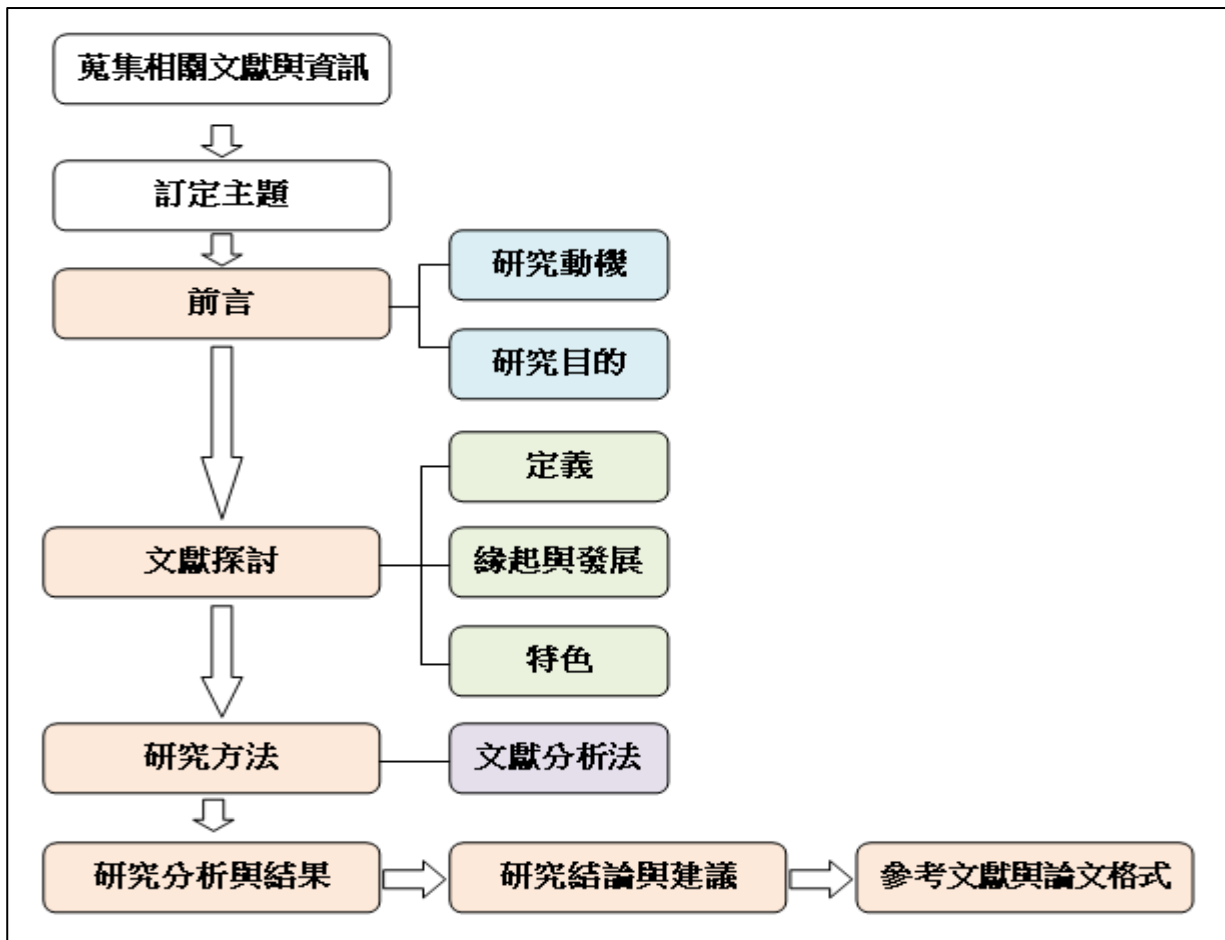 蒐集相關文獻與資訊
訂定主題
前言
研究動機
研究目的
文獻探討
定義
緣起與發展
特色
研究方法
文獻分析法
研究分析與結果
研究結論與建議
參考文獻與論文格式